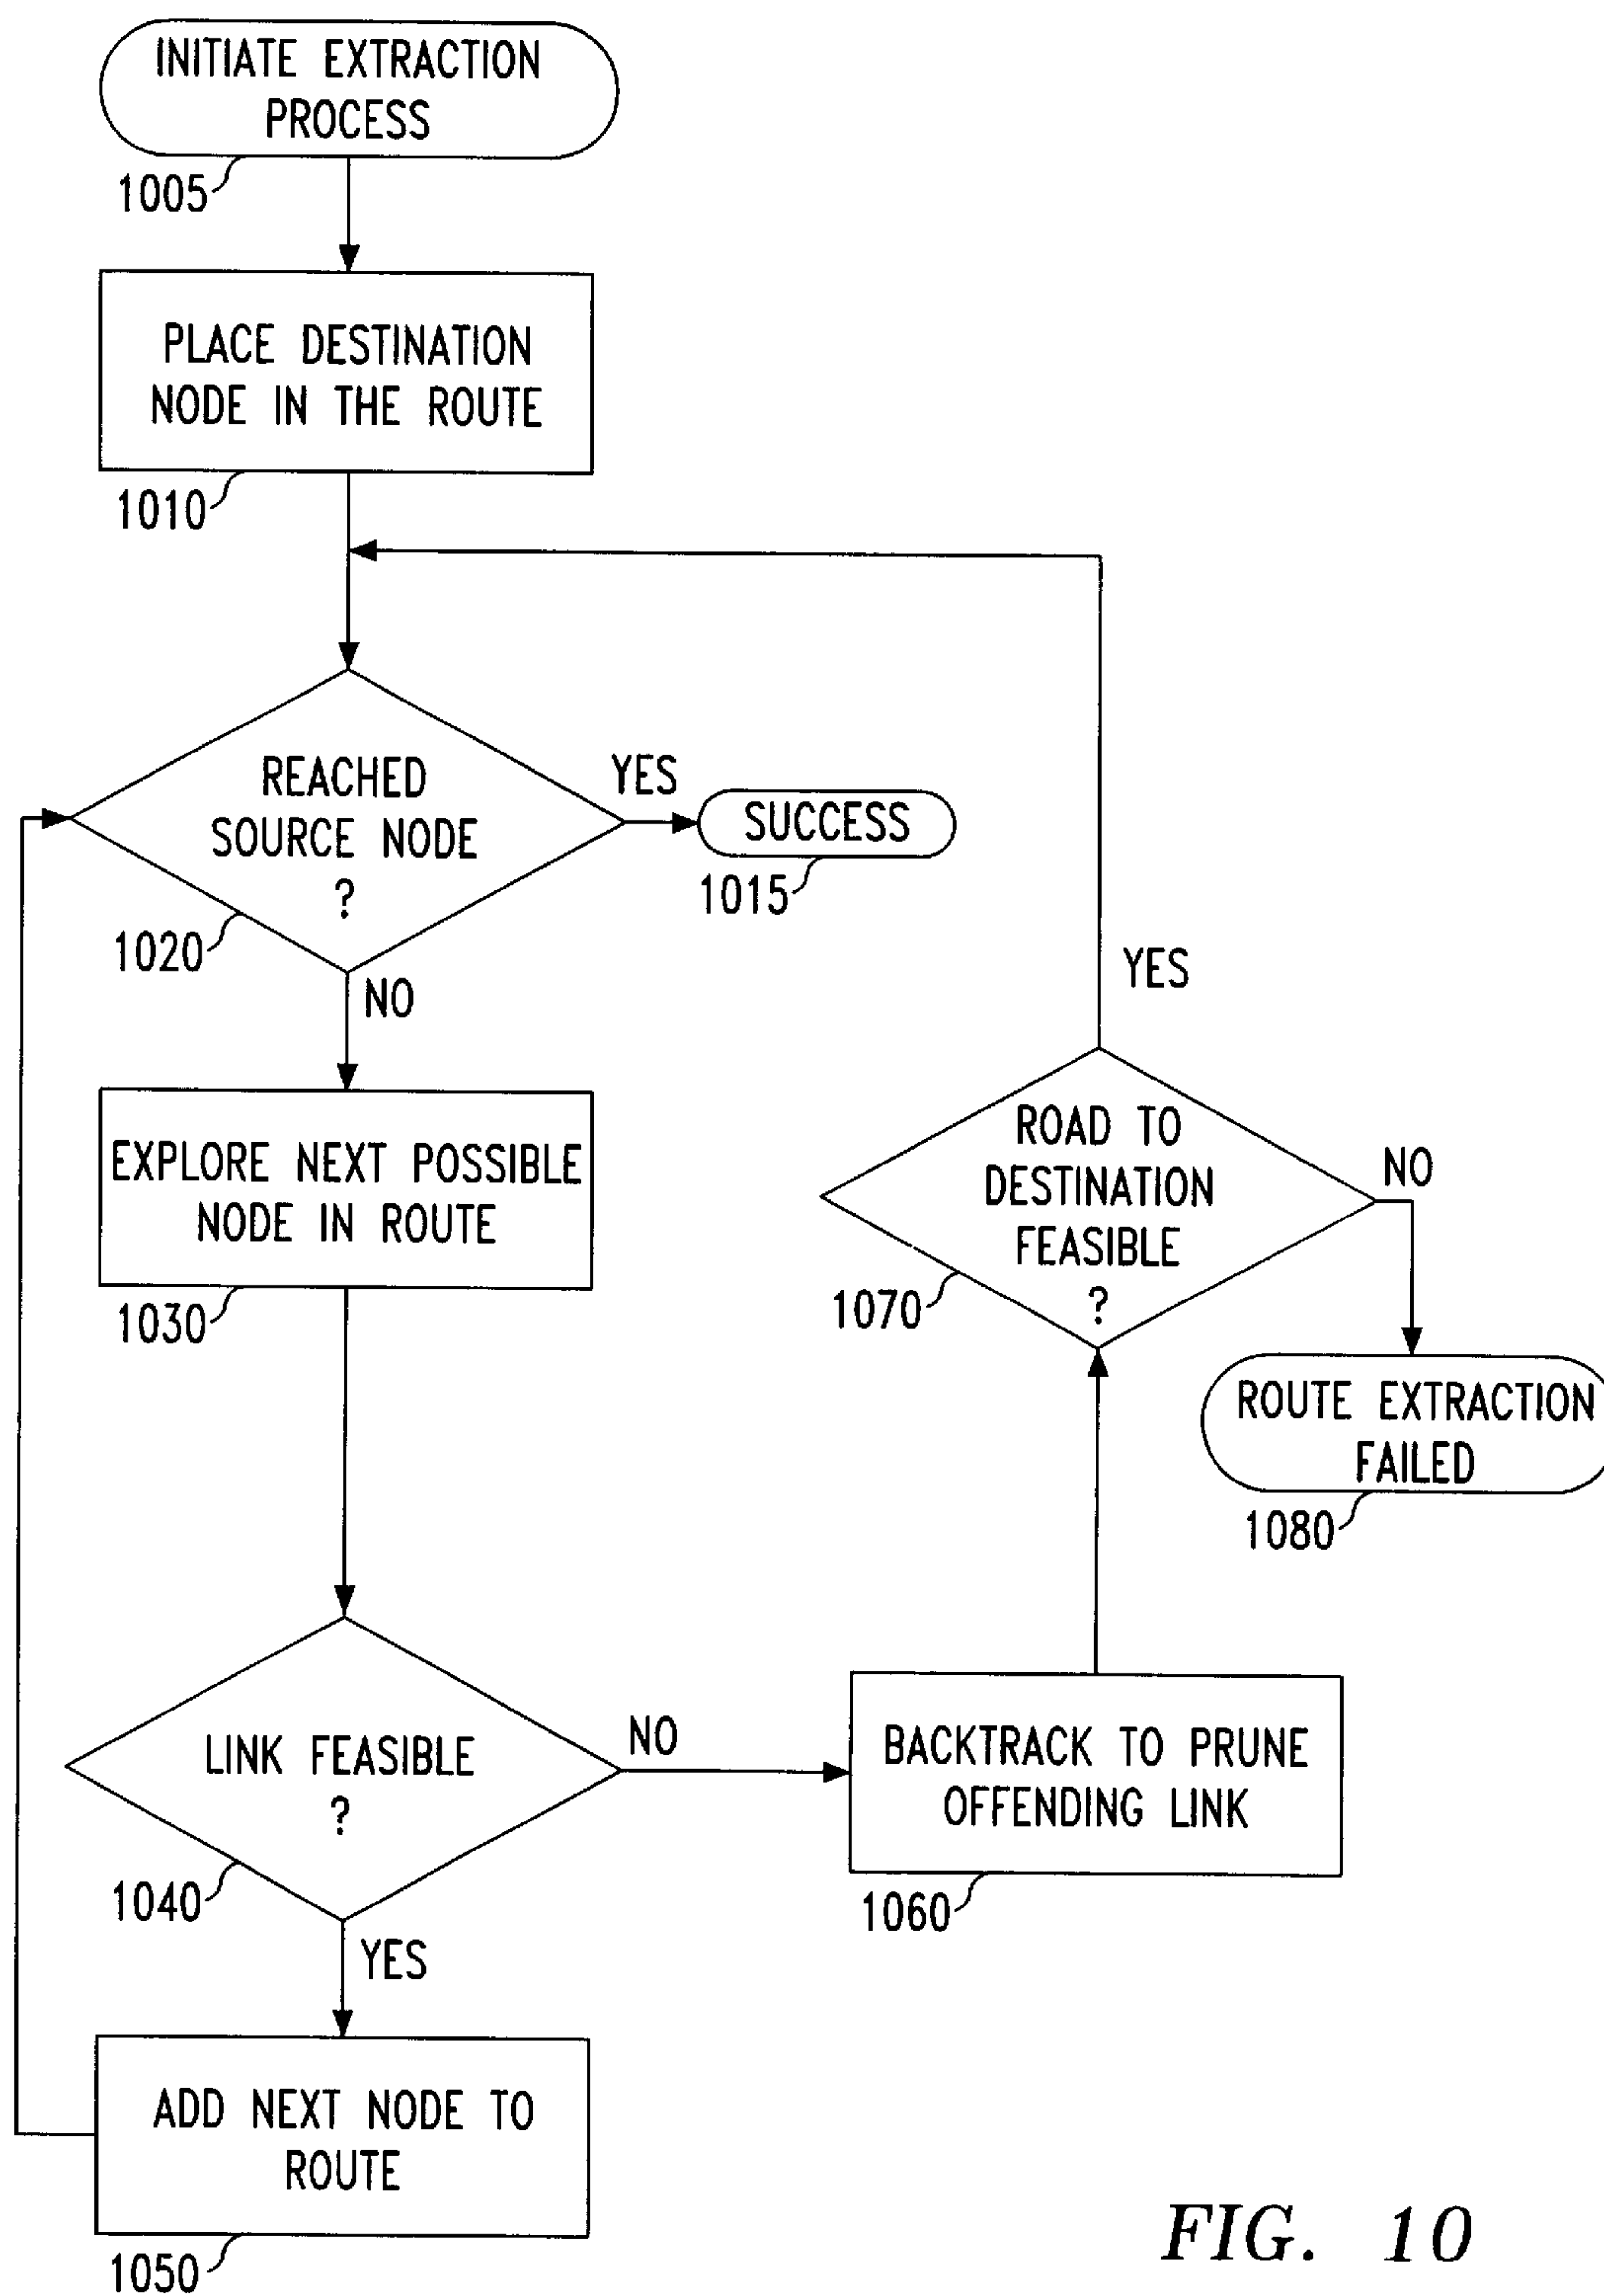 INITIATE EXTRACTION
PROCESS
1005
PLACE DESTINATION
NODE IN THE ROUTE
1010
REACHED
SOURCE NODE
?
1020
YES
SUCCESS
1015
NO
EXPLORE NEXT POSSIBLE
NODE IN ROUTE
1030
LINK FEASIBLE
?
1040
YES
ADD NEXT NODE TO
ROUTE
1050
NO
BACKTRACK TO PRUNE
OFFENDING LINK
1060
ROAD TO
DESTINATION
FEASIBLE
?
1070
YES
NO
ROUTE EXTRACTION
FAILED
1080
FIG. 10